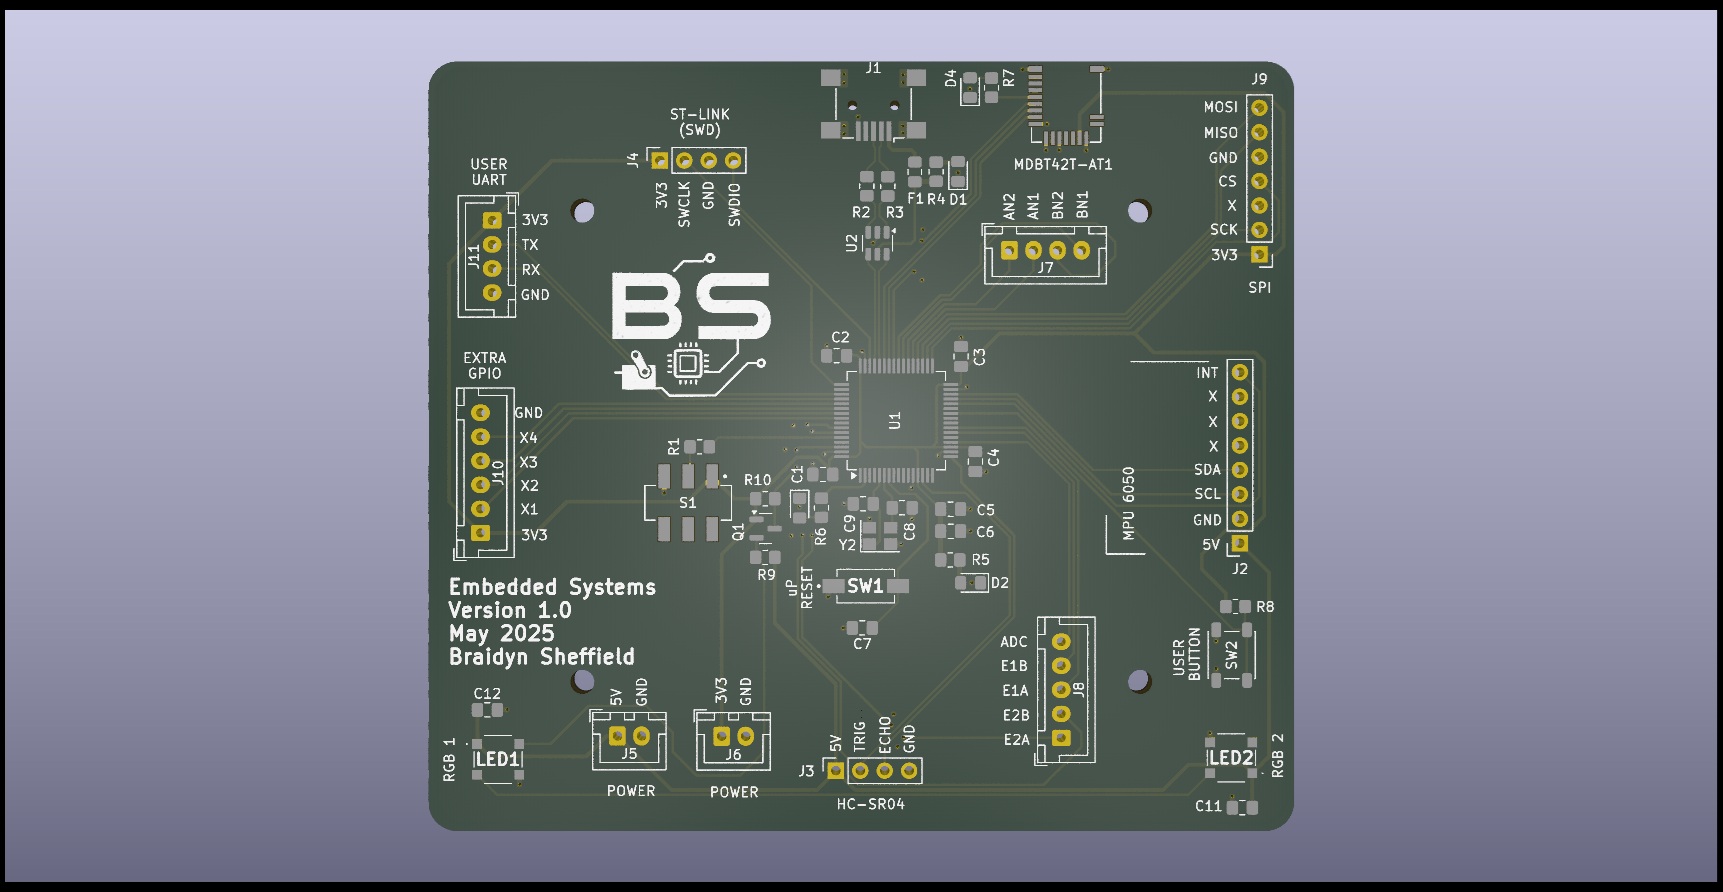 J1
D4
R7
J9
MOSI
MISO
GND
CS
X
SCK
3V3
SPI
ST-LINK
(SWD)
J4
3V3
SWCLK
GND
SWDIO
MDBT42T-AT1
USER
UART
3V3
TX
RX
GND
J11
R2
R3
F1
R4
D1
U2
AN2
AN1
BN2
BN1
J7
BS
EXTRA
GPIO
GND
X4
X3
X2
X1
3V3
J10
C2
C3
U1
C4
R1
S1
R10
C1
Q1
R6
R9
C9
Y2
C8
C5
C6
R5
D2
uP
RESET
SW1
C7
INT
X
X
X
SDA
SCL
GND
5V
J2
MPU 6050
R8
USER
BUTTON
SW2
Embedded Systems
Version 1.0
May 2025
Braidyn Sheffield
C12
RGB 1
LED1
5V
GND
J5
POWER
3V3
GND
J6
POWER
J3
5V
TRIG
ECHO
GND
HC-SR04
ADC
E1B
E1A
E2B
E2A
J8
LED2
RGB 2
C11